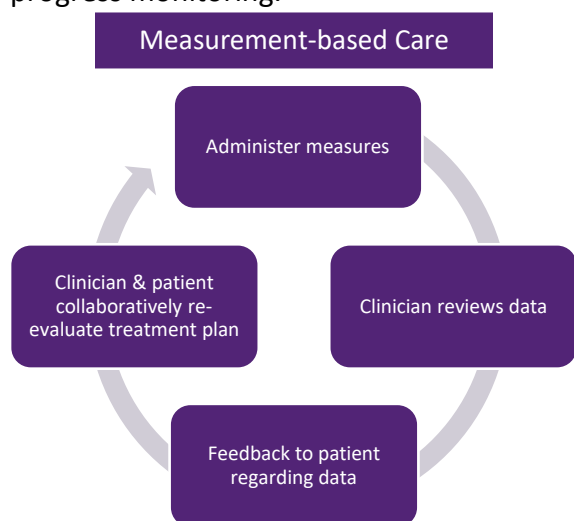 progress monitoring.
Measurement-based Care
Administer measures
Clinician reviews data
Feedback to patient
regarding data
Clinician & patient
collaboratively re-
evaluate treatment plan